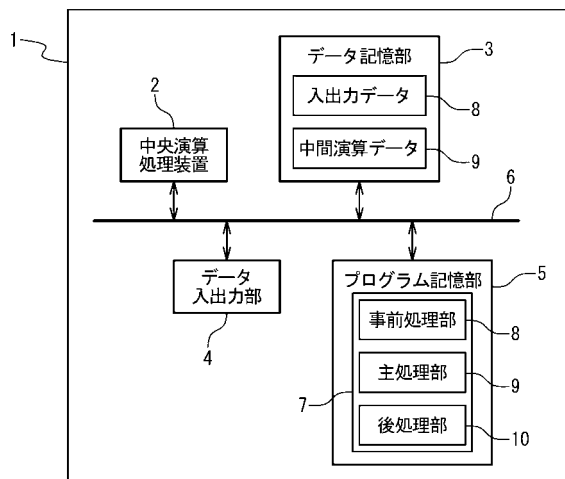 1
2
中央演算
処理装置
データ記憶部
3
入出力データ
8
中間演算データ
9
6
データ
入出力部
4
プログラム記憶部
5
事前処理部
8
7
主処理部
9
後処理部
10